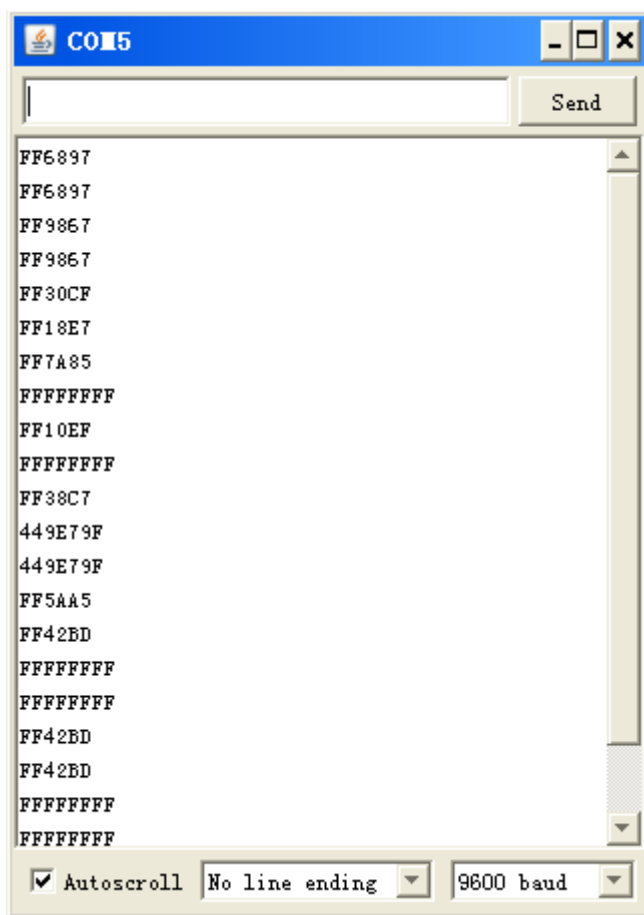 COM5
Send
FF6897
FF6897
FF9867
FF9867
FF30CF
FF18E7
FF7A85
FFFFFFFF
FF10EF
FFFFFFFF
FF38C7
449E79F
449E79F
FF5AA5
FF42BD
FFFFFFFF
FFFFFFFF
FF42BD
FF42BD
FFFFFFFF
FFFFFFFF
Autoscroll No line ending 9600 baud